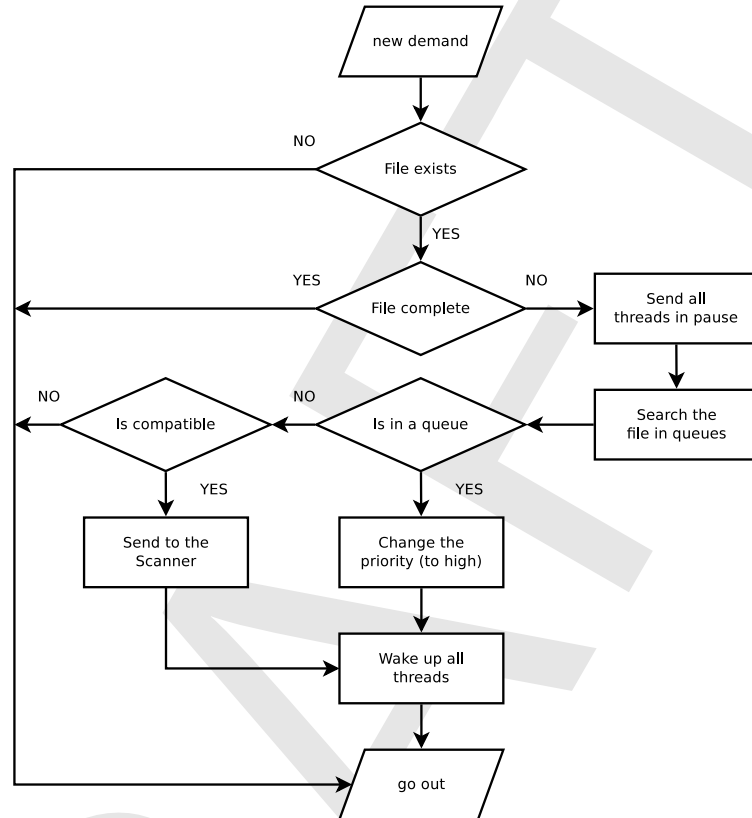 new demand
NO
File exists
YES
YES
NO
File complete
Send all
threads in pause
NO
NO
Is compatible
Is in a queue
Search the
file in queues
YES
YES
Send to the
Scanner
Change the
priority (to high)
Wake up all
threads
go out